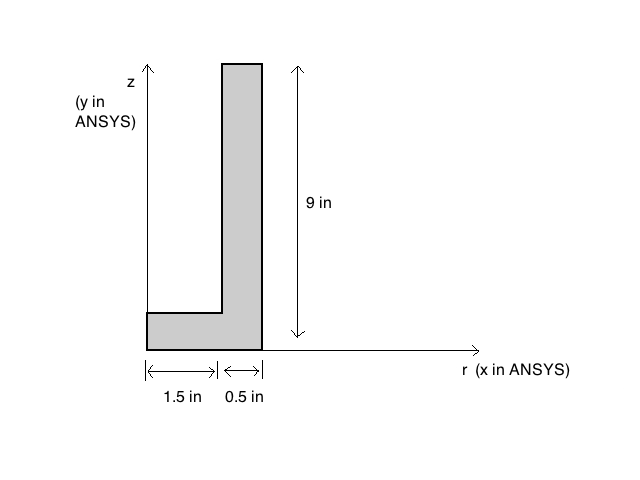 z
(y in
ANSYS)
9 in
r (x in ANSYS)
1.5 in
0.5 in